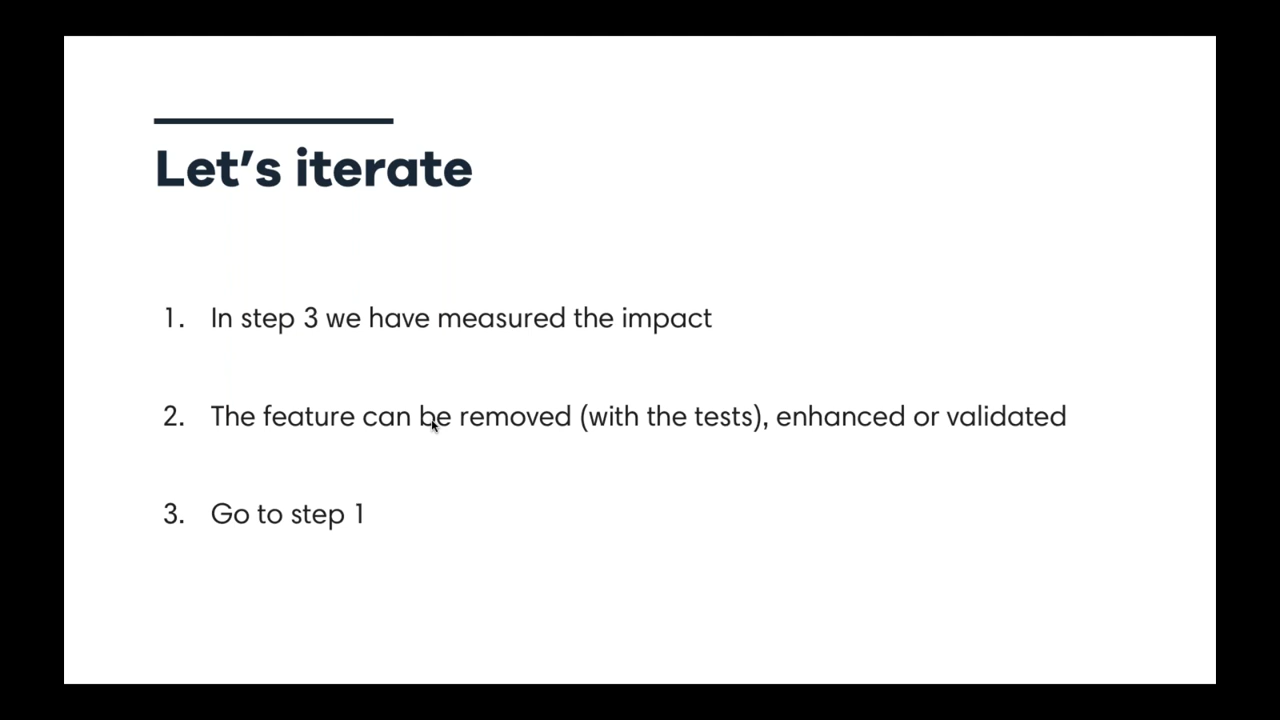 Let’s iterate
1. In step 3 we have measured the impact
2. The feature can be removed (with the tests), enhanced or validated
3. Go to step 1